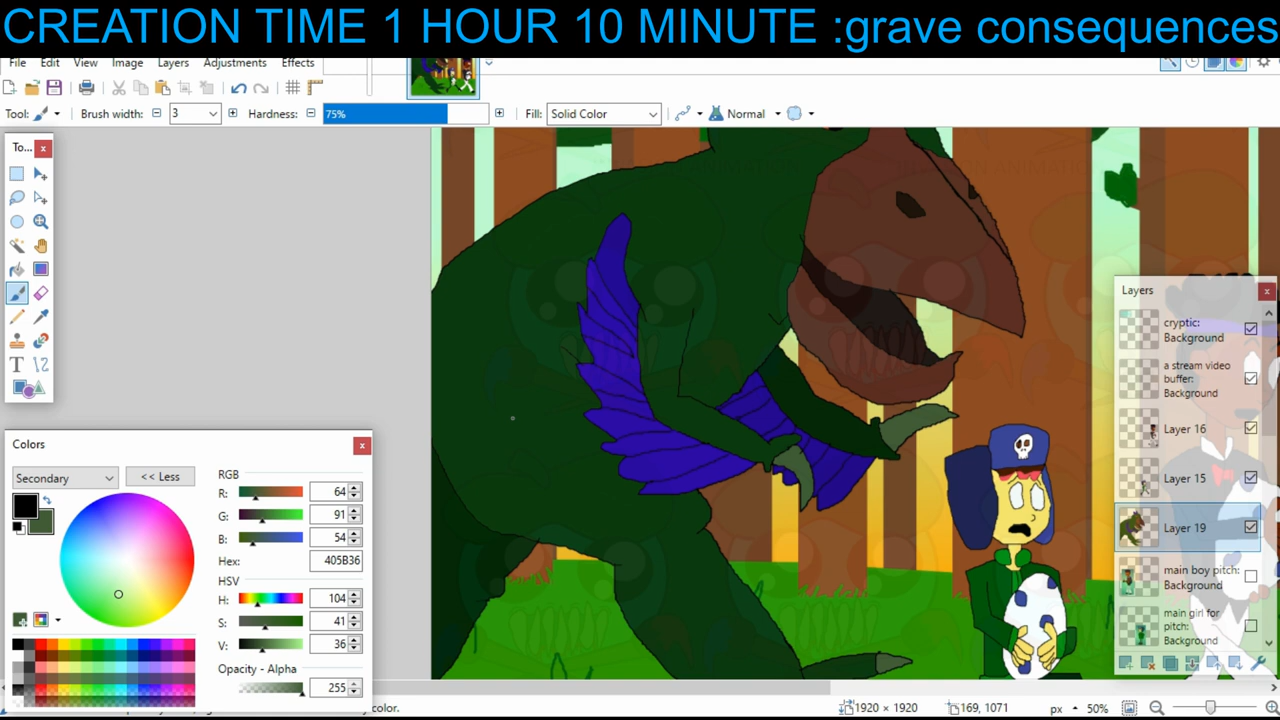 CREATION TIME 1 HOUR 10 MINUTE :grave consequences
File Edit View Image Layers Adjustments Effects
Tool: Brush width: 3 Hardness: 75% Fill: Solid Color Normal
To...
Colors
Secondary << Less
RGB
R: 64
G: 91
B: 54
Hex: 405B36
HSV
H: 104
S: 41
V: 36
Opacity - Alpha
255
Layers
cryptic:
Background
a stream video
buffer:
Background
Layer 16
Layer 15
Layer 19
main boy pitch:
Background
main girl for
pitch:
Background
color.
1920 × 1920
169, 1071
px
50%